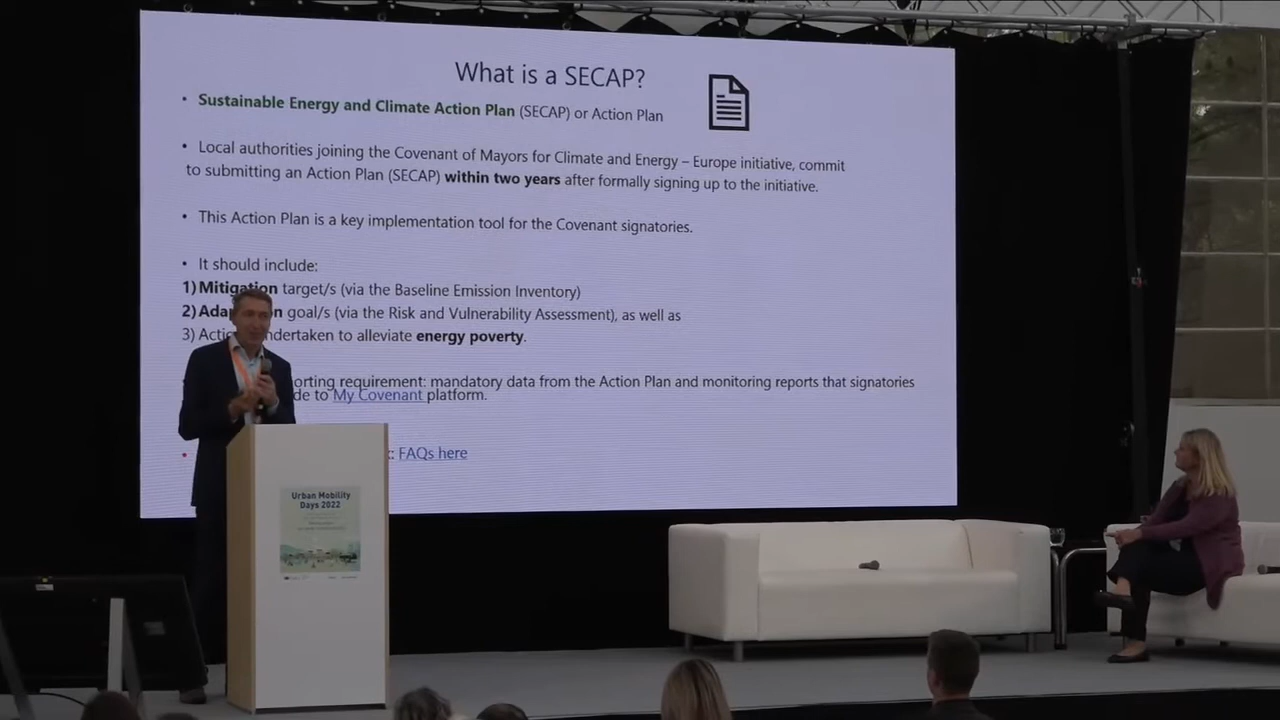 What is a SECAP?
• Sustainable Energy and Climate Action Plan (SECAP) or Action Plan
• Local authorities joining the Covenant of Mayors for Climate and Energy – Europe initiative, commit
to submitting an Action Plan (SECAP) within two years after formally signing up to the initiative.
• This Action Plan is a key implementation tool for the Covenant signatories.
• It should include:
1) Mitigation target/s (via the Baseline Emission Inventory)
2) Ada n goal/s (via the Risk and Vulnerability Assessment), as well as
3) Actio ndertaken to alleviate energy poverty.
orting requirement: mandatory data from the Action Plan and monitoring reports that signatories
de to My Covenant platform.
: FAQs here
Urban Mobility
Days 2022